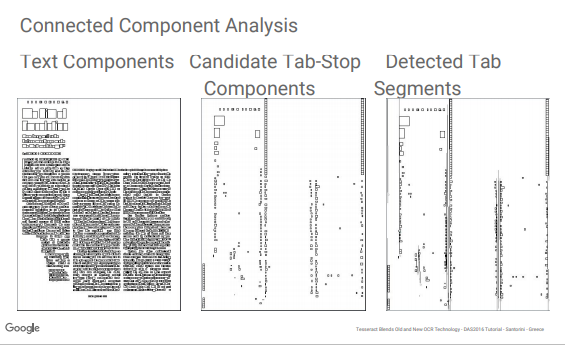 Connected Component Analysis
Text Components Candidate Tab-Stop Components Detected Tab Segments
Google
Tesseract Blends Old and New OCR Technology - DAS2016 Tutorial - Santorini - Greece